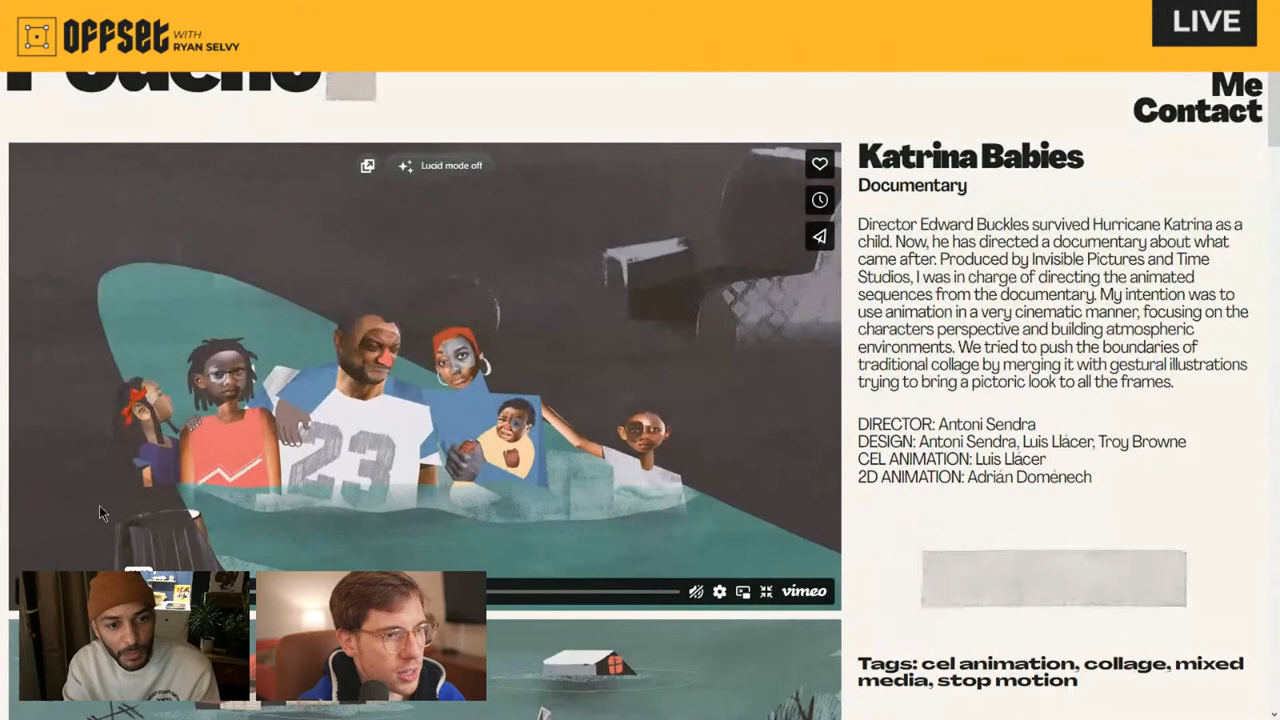 OFFSET WITH
RYAN SELVY
LIVE
Me
Contact
Lucid mode off
23
vimeo
Katrina Babies
Documentary
Director Edward Buckles survived Hurricane Katrina as a
child. Now, he has directed a documentary about what
came after. Produced by Invisible Pictures and Time
Studios, I was in charge of directing the animated
sequences from the documentary. My intention was to
use animation in a very cinematic manner, focusing on the
characters perspective and building atmospheric
environments. We tried to push the boundaries of
traditional collage by merging it with gestural illustrations
trying to bring a pictoric look to all the frames.
DIRECTOR: Antoni Sendra
DESIGN: Antoni Sendra, Luis Llácer, Troy Browne
CEL ANIMATION: Luis Llácer
2D ANIMATION: Adrián Doménech
Tags: cel animation, collage, mixed
media, stop motion